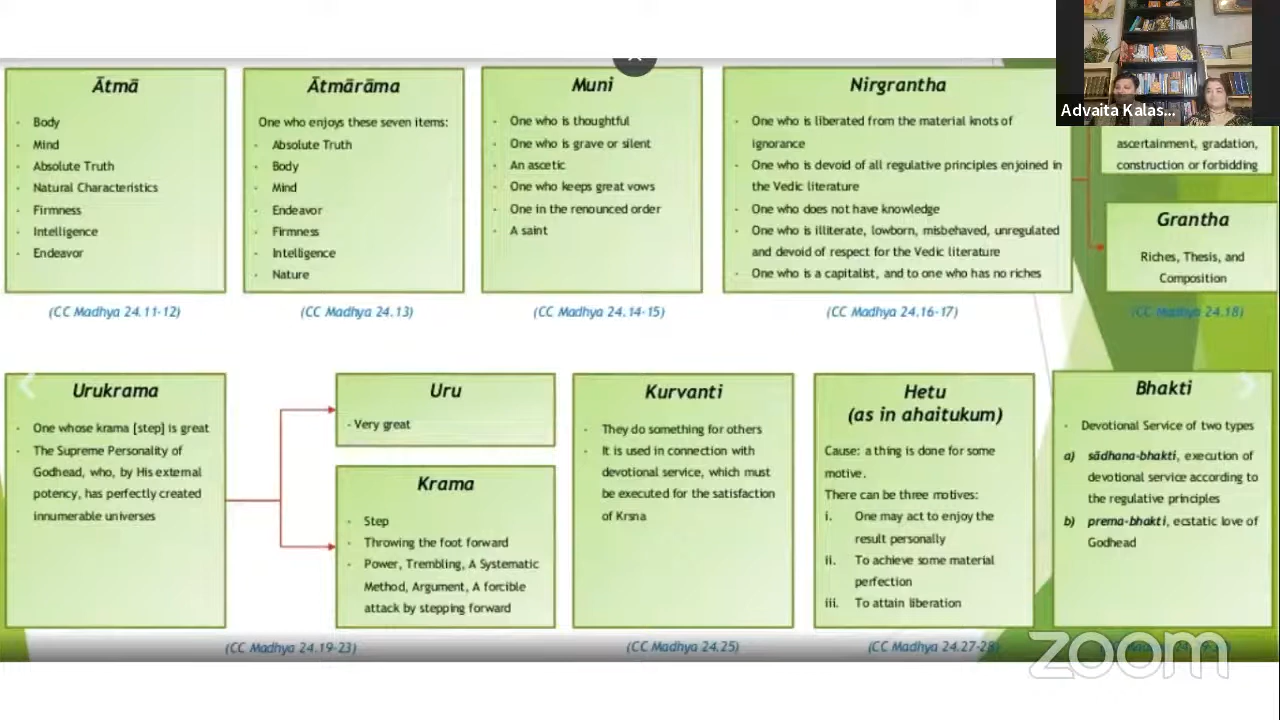 Ātmā
- Body
- Mind
- Absolute Truth
- Natural Characteristics
- Firmness
- Intelligence
- Endeavor
(CC Madhya 24.11-12)
Ātmārāma
One who enjoys these seven items:
- Absolute Truth
- Body
- Mind
- Endeavor
- Firmness
- Intelligence
- Nature
(CC Madhya 24.13)
Muni
- One who is thoughtful
- One who is grave or silent
- An ascetic
- One who keeps great vows
- One in the renounced order
- A saint
(CC Madhya 24.14-15)
Nirgrantha
- One who is liberated from the material knots of
ignorance
- One who is devoid of all regulative principles enjoined in
the Vedic literature
- One who does not have knowledge
- One who is illiterate, lowborn, misbehaved, unregulated
and devoid of respect for the Vedic literature
- One who is a capitalist, and to one who has no riches
(CC Madhya 24.16-17)
Advaita Kalas...
ascertainment, gradation,
construction or forbidding
Grantha
Riches, Thesis, and
Composition
(CC Madhya 24.18)
Urukrama
- One whose krama [step] is great
- The Supreme Personality of
Godhead, who, by His external
potency, has perfectly created
innumerable universes
Uru
- Very great
Krama
- Step
- Throwing the foot forward
- Power, Trembling, A Systematic
Method, Argument, A forcible
attack by stepping forward
(CC Madhya 24.19-23)
Kurvanti
- They do something for others
- It is used in connection with
devotional service, which must
be executed for the satisfaction
of Krsna
(CC Madhya 24.25)
Hetu
(as in ahaitukum)
Cause: a thing is done for some
motive.
There can be three motives:
i. One may act to enjoy the
result personally
ii. To achieve some material
perfection
iii. To attain liberation
(CC Madhya 24.27-28)
Bhakti
- Devotional Service of two types
a) sādhana-bhakti, execution of
devotional service according to
the regulative principles
b) prema-bhakti, ecstatic love of
Godhead
zoom